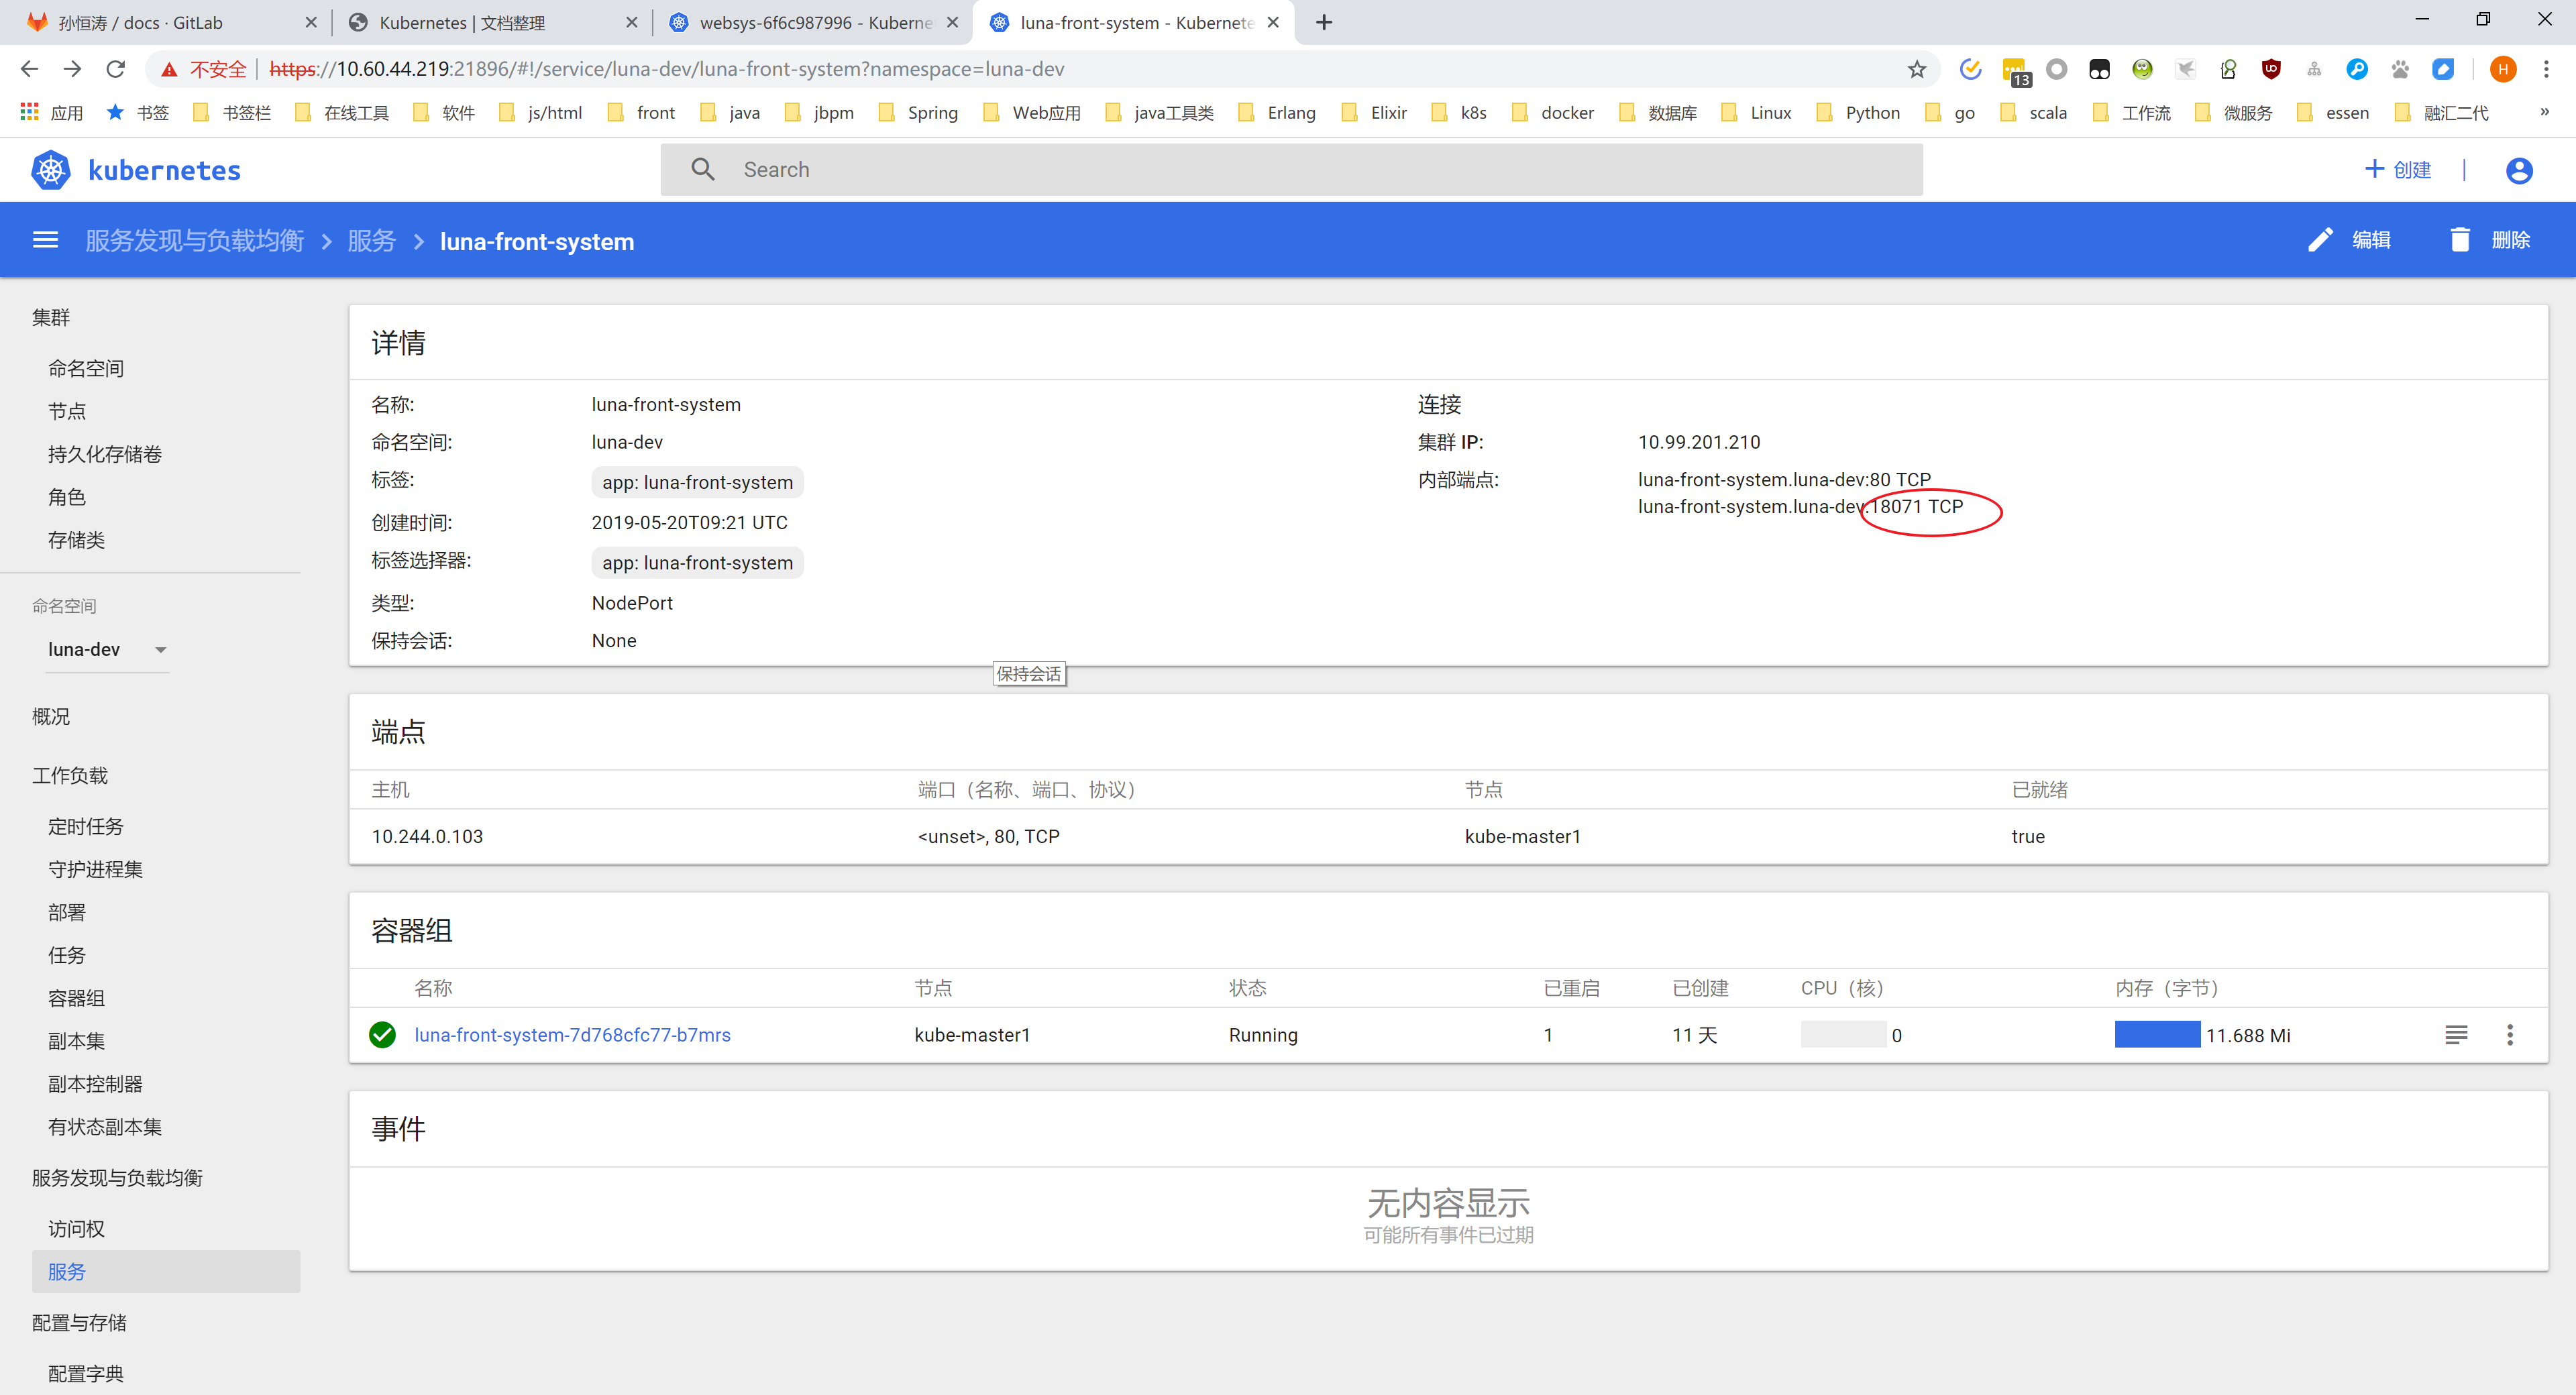 孙恒涛 / docs · GitLab
Kubernetes | 文档整理
websys-6f6c987996 - Kuberne
luna-front-system - Kubernete
不安全 | https://10.60.44.219:21896/#!/service/luna-dev/luna-front-system?namespace=luna-dev
13
H
应用 书签 书签栏 在线工具 软件 js/html front java jbpm Spring Web应用 java工具类 Erlang Elixir k8s docker 数据库 Linux Python go scala 工作流 微服务 essen 融汇二代 »
kubernetes
Search
+ 创建 |
服务发现与负载均衡 > 服务 > luna-front-system
编辑 删除
集群
命名空间
节点
持久化存储卷
角色
存储类
命名空间
luna-dev
概况
工作负载
定时任务
守护进程集
部署
任务
容器组
副本集
副本控制器
有状态副本集
服务发现与负载均衡
访问权
服务
配置与存储
配置字典
详情
名称: luna-front-system
命名空间: luna-dev
标签: app: luna-front-system
创建时间: 2019-05-20T09:21 UTC
标签选择器: app: luna-front-system
类型: NodePort
保持会话: None
连接
集群 IP: 10.99.201.210
内部端点: luna-front-system.luna-dev:80 TCP
luna-front-system.luna-dev:18071 TCP
保持会话
端点
主机 端口（名称、端口、协议） 节点 已就绪
10.244.0.103 <unset>, 80, TCP kube-master1 true
容器组
名称 节点 状态 已重启 已创建 CPU（核） 内存（字节）
luna-front-system-7d768cfc77-b7mrs kube-master1 Running 1 11 天 0 11.688 Mi
事件
无内容显示
可能所有事件已过期